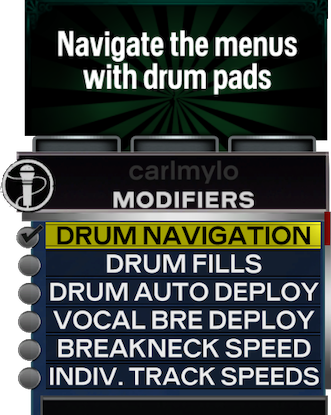 Navigate the menus
with drum pads
carlmylo
MODIFIERS
DRUM NAVIGATION
DRUM FILLS
DRUM AUTO DEPLOY
VOCAL BRE DEPLOY
BREAKNECK SPEED
INDIV. TRACK SPEEDS